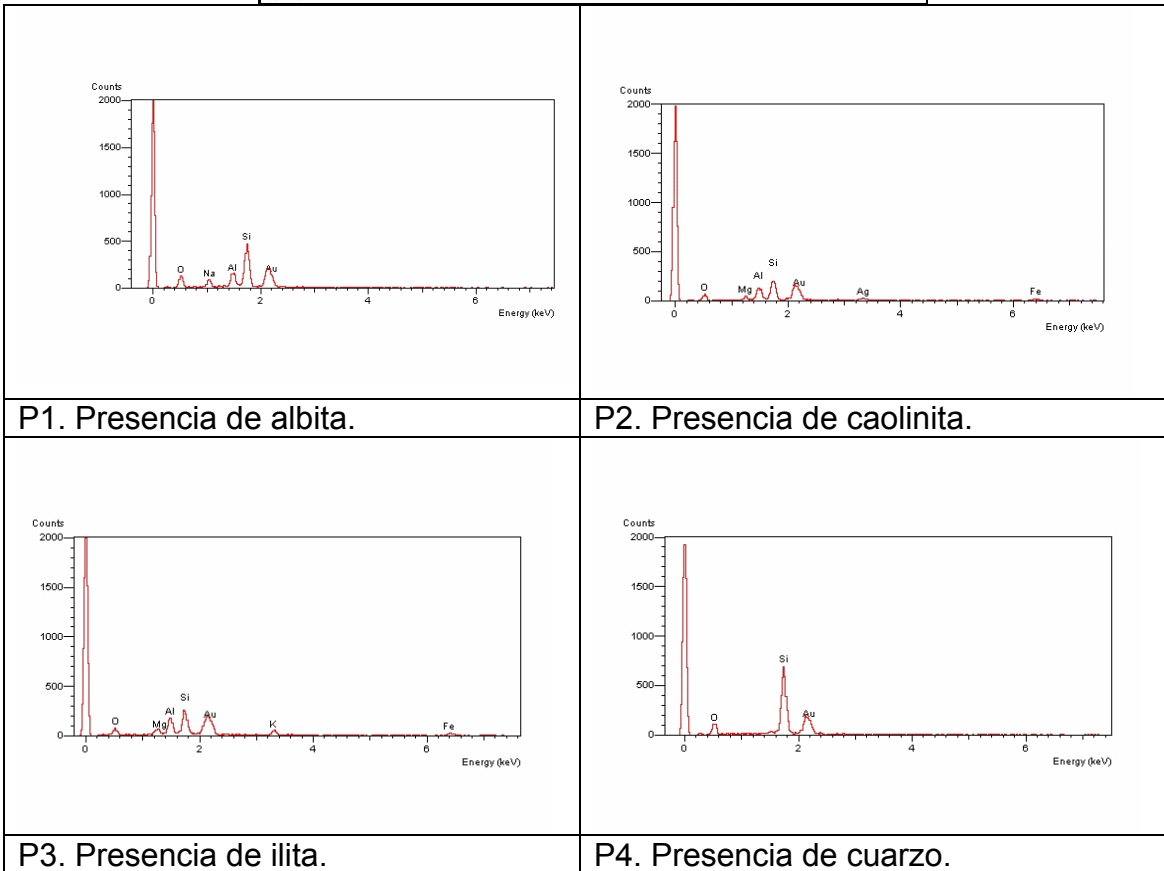 Counts
2000
1500
1000
500
0
O
Na
Al
Si
Au
0
2
4
6
Energy (keV)
P1. Presencia de albita.
Counts
2000
1500
1000
500
0
O
Mg
Al
Si
Au
Ag
Fe
0
2
4
6
Energy (keV)
P2. Presencia de caolinita.
Counts
2000
1500
1000
500
0
O
Mg
Al
Si
Au
K
Fe
0
2
4
6
Energy (keV)
P3. Presencia de ilita.
Counts
2000
1500
1000
500
0
O
Si
Au
0
2
4
6
Energy (keV)
P4. Presencia de cuarzo.